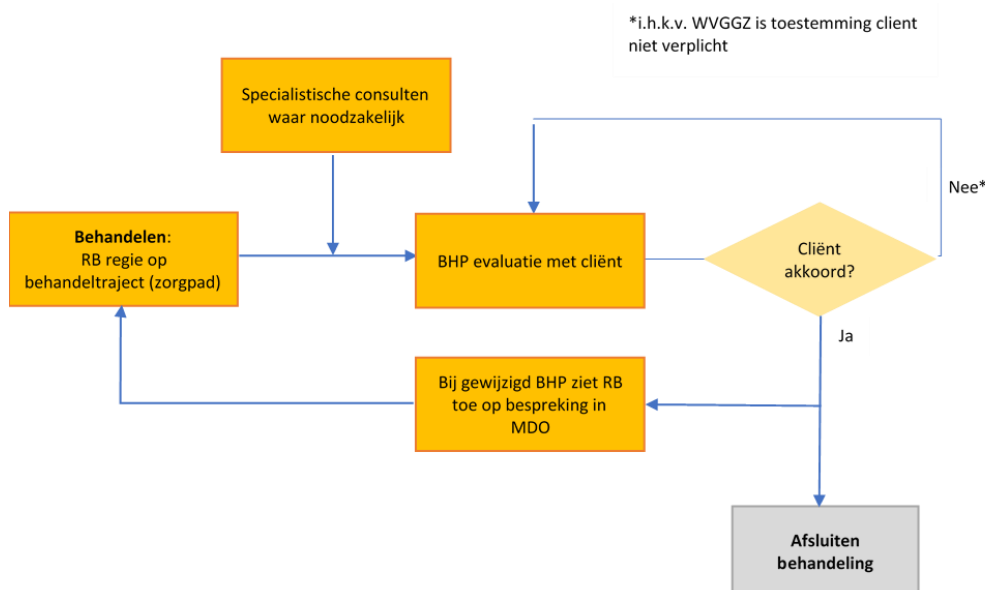 *i.h.k.v. WVGGZ is toestemming client
niet verplicht
Specialistische consulten
waar noodzakelijk
Nee*
Behandelen:
RB regie op
behandeltraject (zorgpad)
BHP evaluatie met cliënt
Cliënt
akkoord?
Ja
Bij gewijzigd BHP ziet RB
toe op bespreking in
MDO
Afsluiten
behandeling